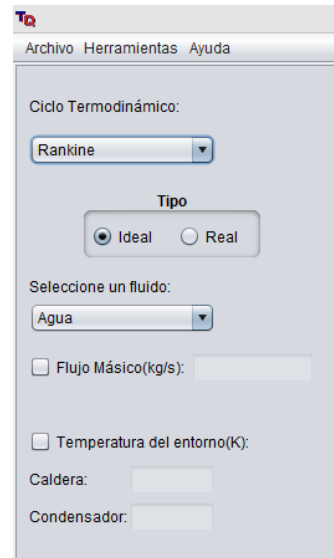 TQ
Archivo Herramientas Ayuda
Ciclo Termodinámico:
Rankine
Tipo
Ideal Real
Seleccione un fluido:
Agua
Flujo Másico(kg/s):
Temperatura del entorno(K):
Caldera:
Condensador: